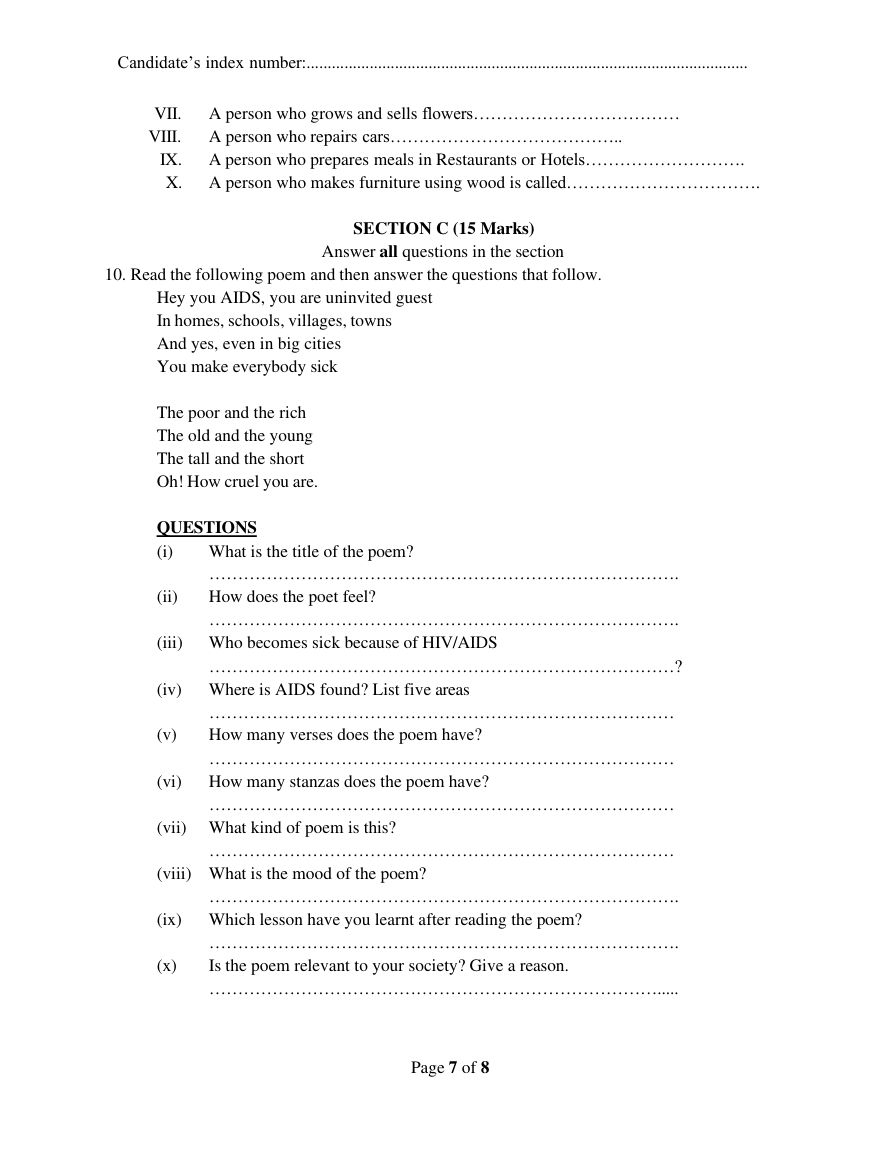 Candidate's index number:..........................................................................................................
VII. A person who grows and sells flowers………………………………
VIII. A person who repairs cars…………………………………..
IX. A person who prepares meals in Restaurants or Hotels……………………….
X. A person who makes furniture using wood is called…………………………….
SECTION C (15 Marks)
Answer all questions in the section
10. Read the following poem and then answer the questions that follow.
Hey you AIDS, you are uninvited guest
In homes, schools, villages, towns
And yes, even in big cities
You make everybody sick
The poor and the rich
The old and the young
The tall and the short
Oh! How cruel you are.
QUESTIONS
(i) What is the title of the poem?
……………………………………………………………………….
(ii) How does the poet feel?
……………………………………………………………………….
(iii) Who becomes sick because of HIV/AIDS
………………………………………………………………………?
(iv) Where is AIDS found? List five areas
………………………………………………………………………
(v) How many verses does the poem have?
………………………………………………………………………
(vi) How many stanzas does the poem have?
………………………………………………………………………
(vii) What kind of poem is this?
………………………………………………………………………
(viii) What is the mood of the poem?
……………………………………………………………………….
(ix) Which lesson have you learnt after reading the poem?
……………………………………………………………………….
(x) Is the poem relevant to your society? Give a reason.
…………………………………………………………………….....
Page 7 of 8